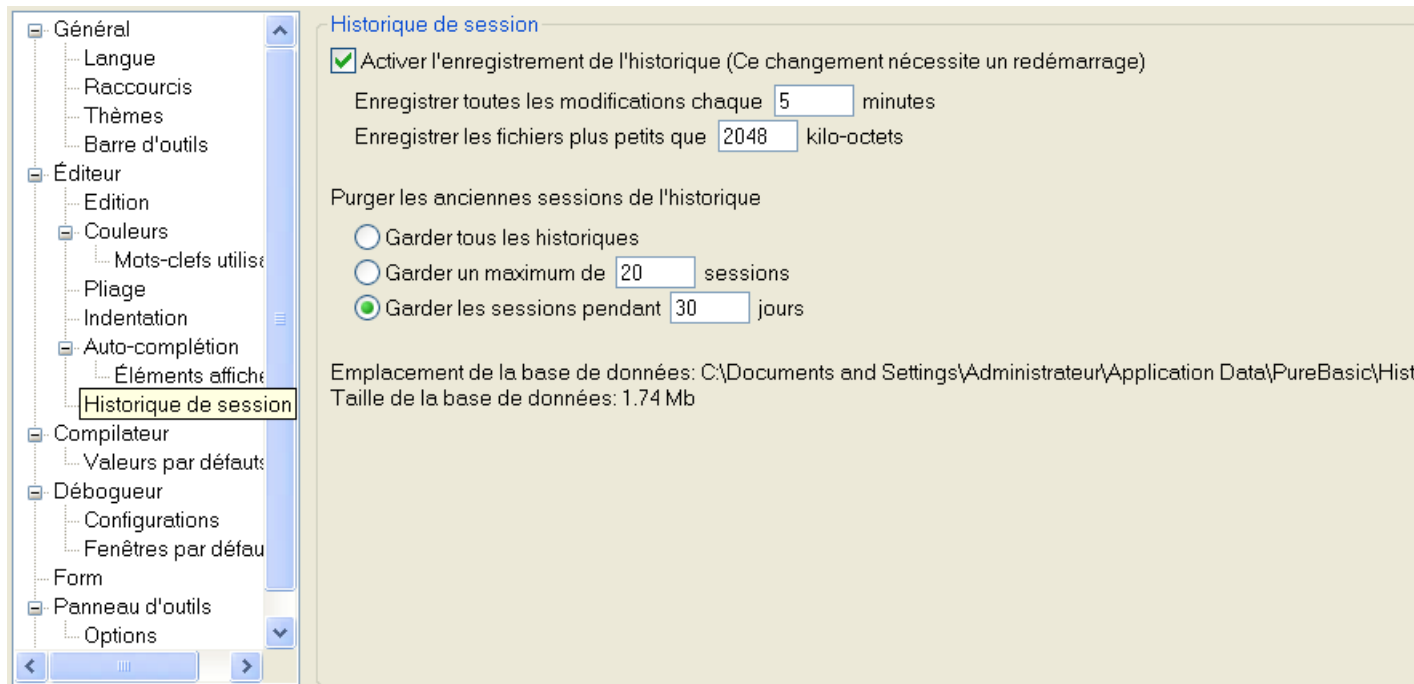 Général
Langue
Raccourcis
Thèmes
Barre d'outils
Éditeur
Edition
Couleurs
Mots-clefs utilisa
Pliage
Indentation
Auto-complétion
Éléments affiche
Historique de session
Compilateur
Valeurs par défauts
Débogueur
Configurations
Fenêtres par défau
Form
Panneau d'outils
Options
Historique de session
Activer l'enregistrement de l'historique (Ce changement nécessite un redémarrage)
Enregistrer toutes les modifications chaque 5 minutes
Enregistrer les fichiers plus petits que 2048 kilo-octets
Purger les anciennes sessions de l'historique
Garder tous les historiques
Garder un maximum de 20 sessions
Garder les sessions pendant 30 jours
Emplacement de la base de données: C:\Documents and Settings\Administrateur\Application Data\PureBasic\Hist
Taille de la base de données: 1.74 Mb